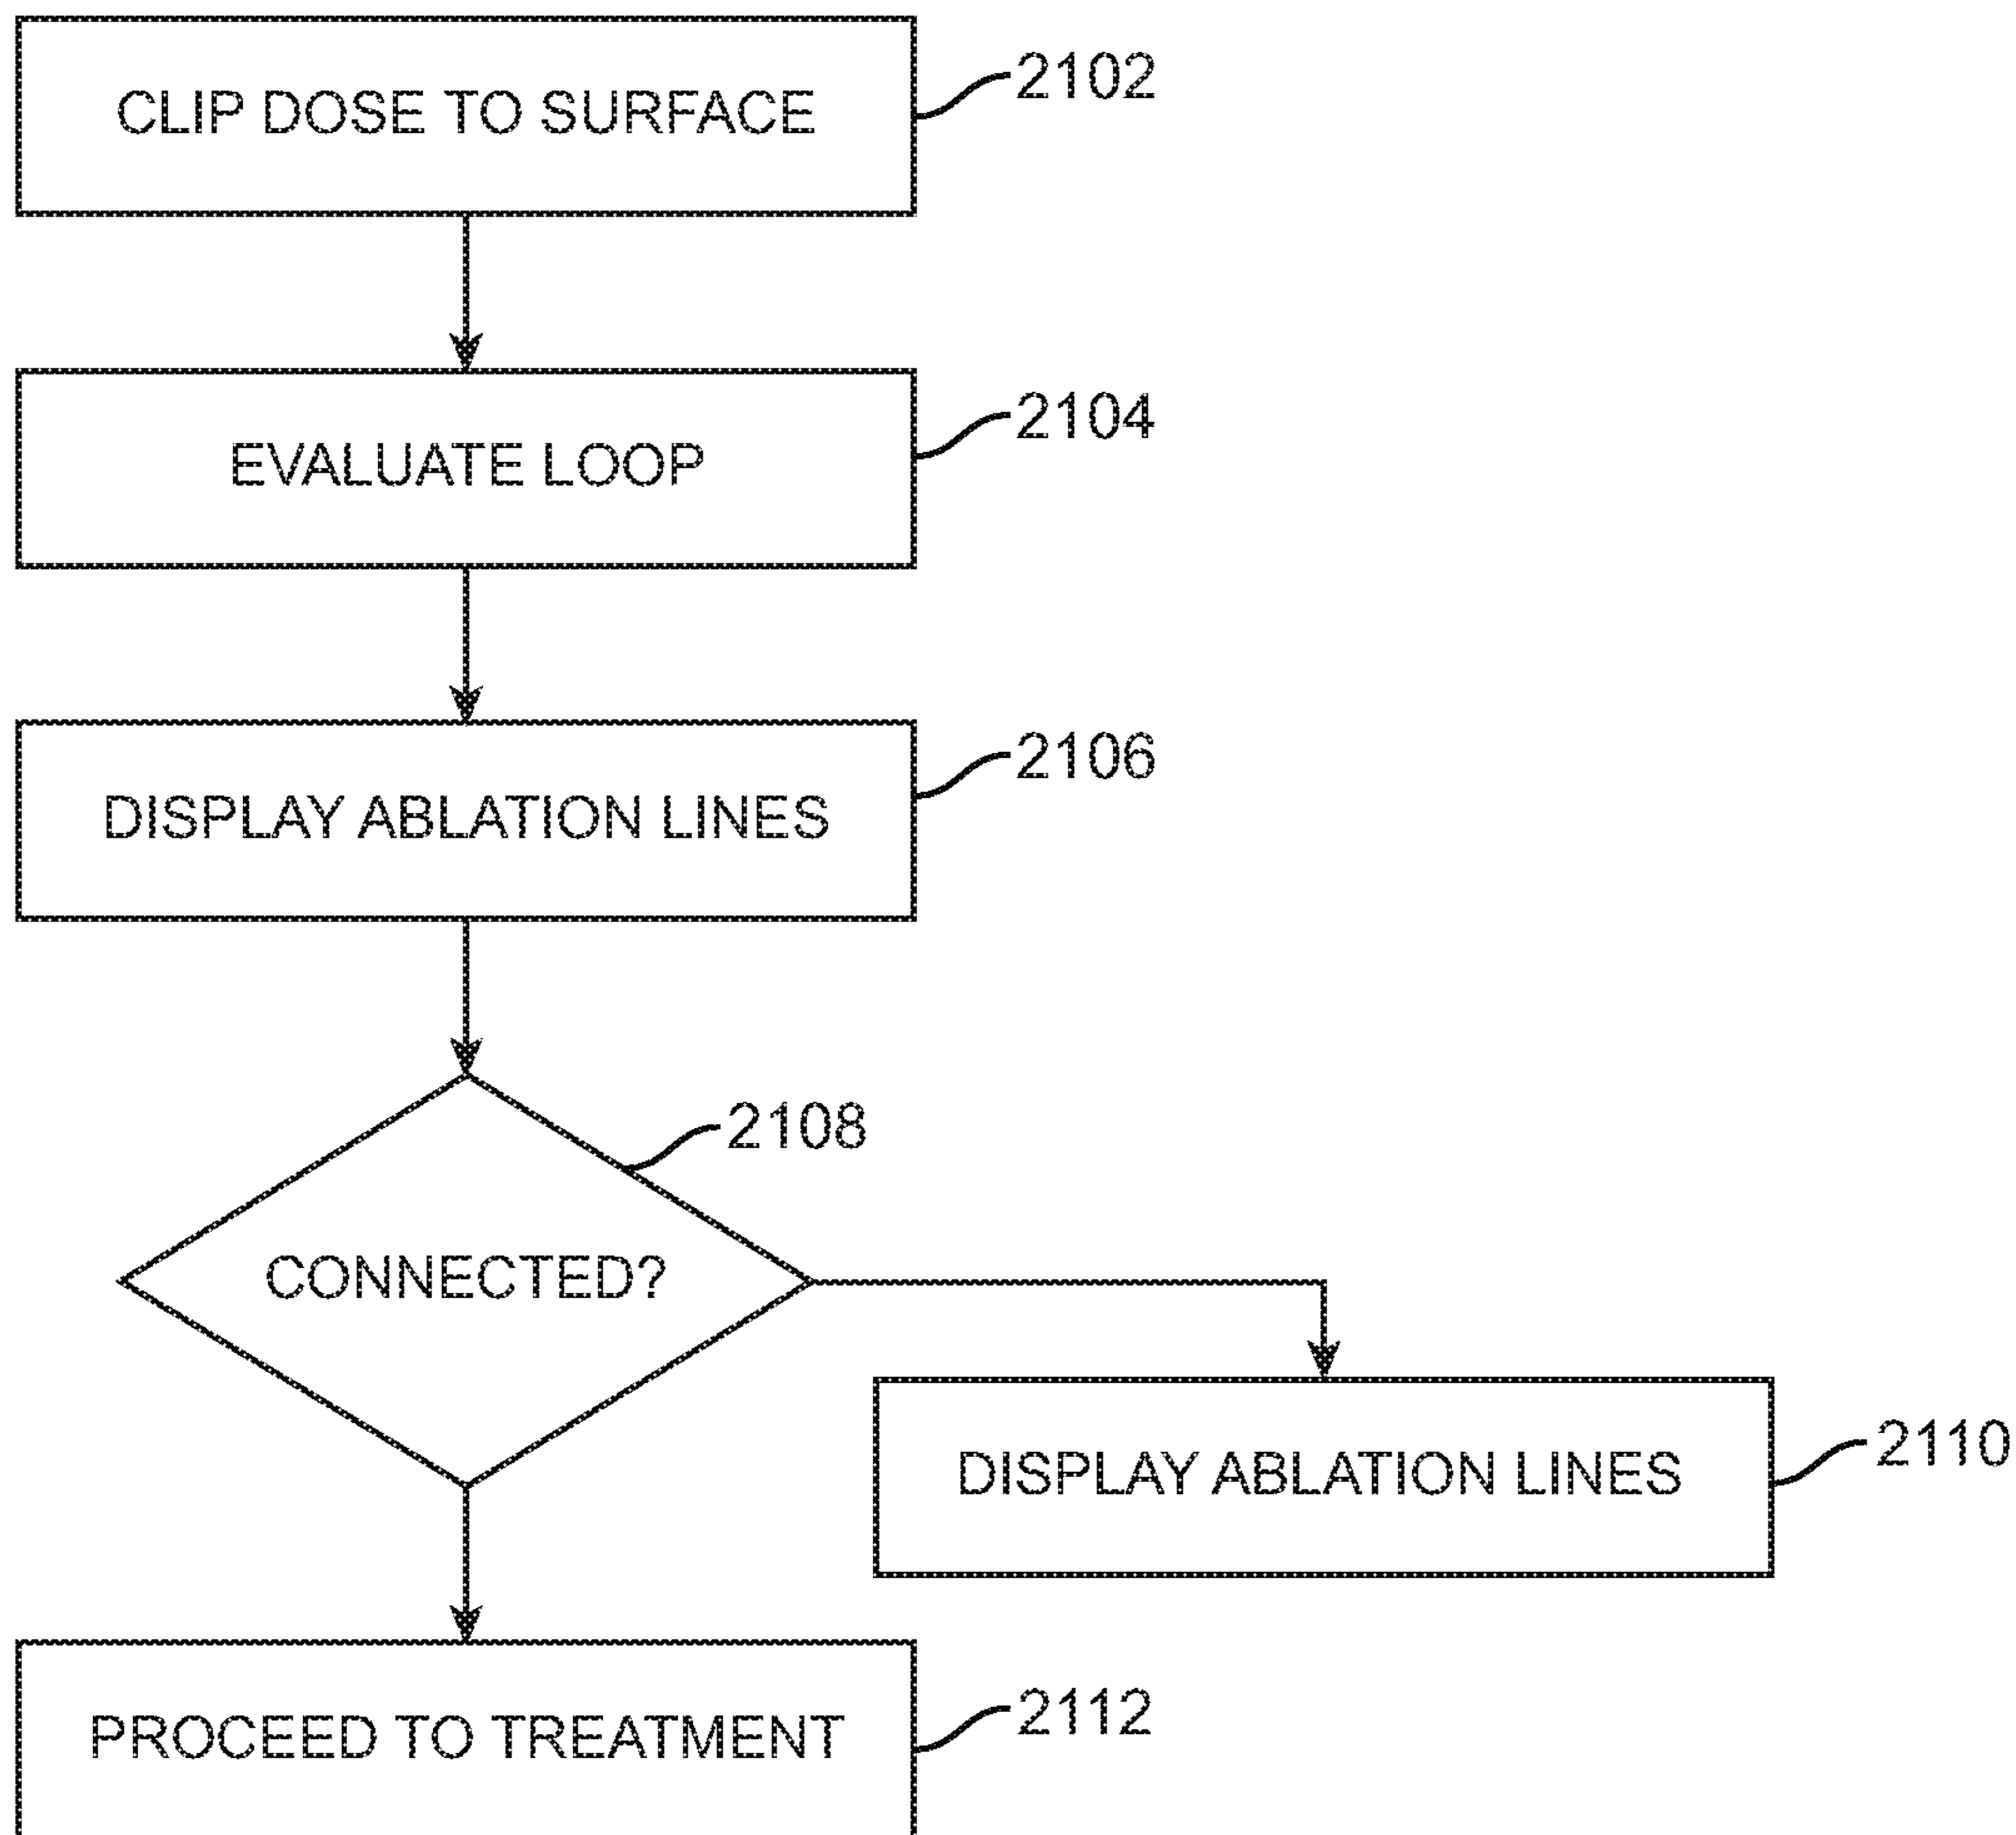 CLIP DOSE TO SURFACE
2102
EVALUATE LOOP
2104
DISPLAY ABLATION LINES
2106
2108
CONNECTED?
DISPLAY ABLATION LINES
2110
PROCEED TO TREATMENT
2112